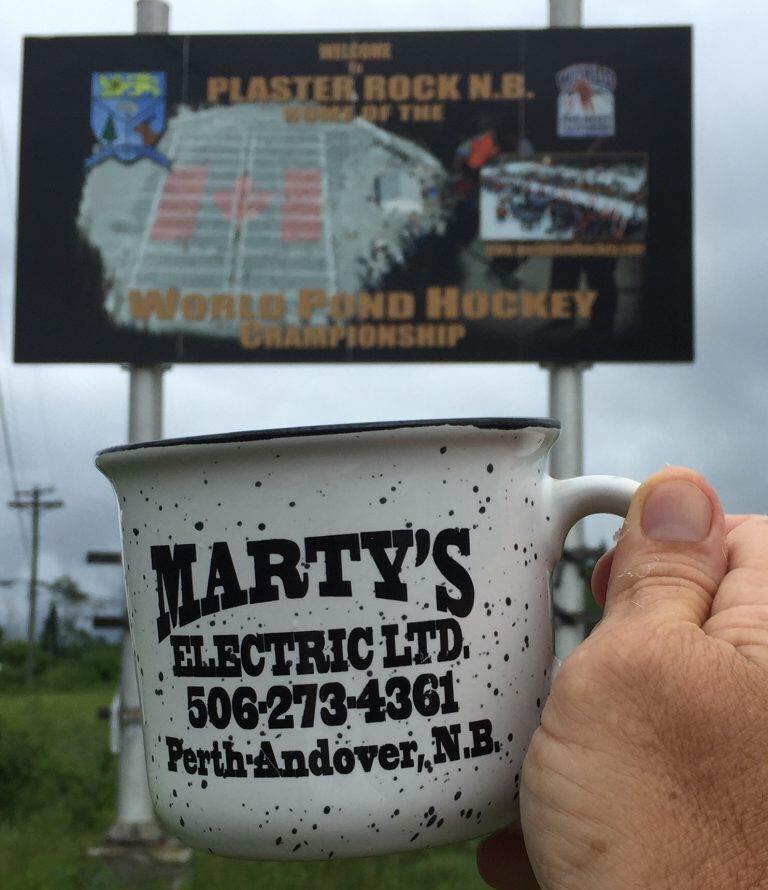 WELCOME
to
PLASTER ROCK N.B.
HOME OF THE
WORLD POND HOCKEY
CHAMPIONSHIP
MARTY'S
ELECTRIC LTD.
506-273-4361
Perth-Andover, N.B.